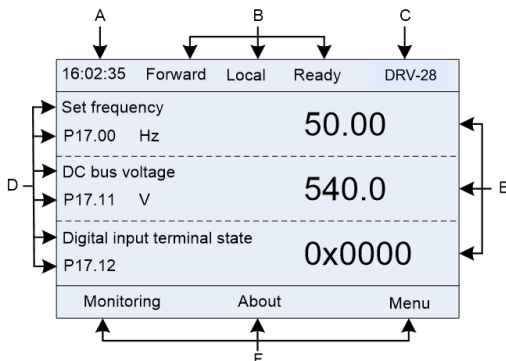 A B C
16:02:35 Forward Local Ready DRV-28
Set frequency
P17.00 Hz 50.00
DC bus voltage
D P17.11 V 540.0 E
Digital input terminal state
P17.12 0x0000
Monitoring About Menu
F